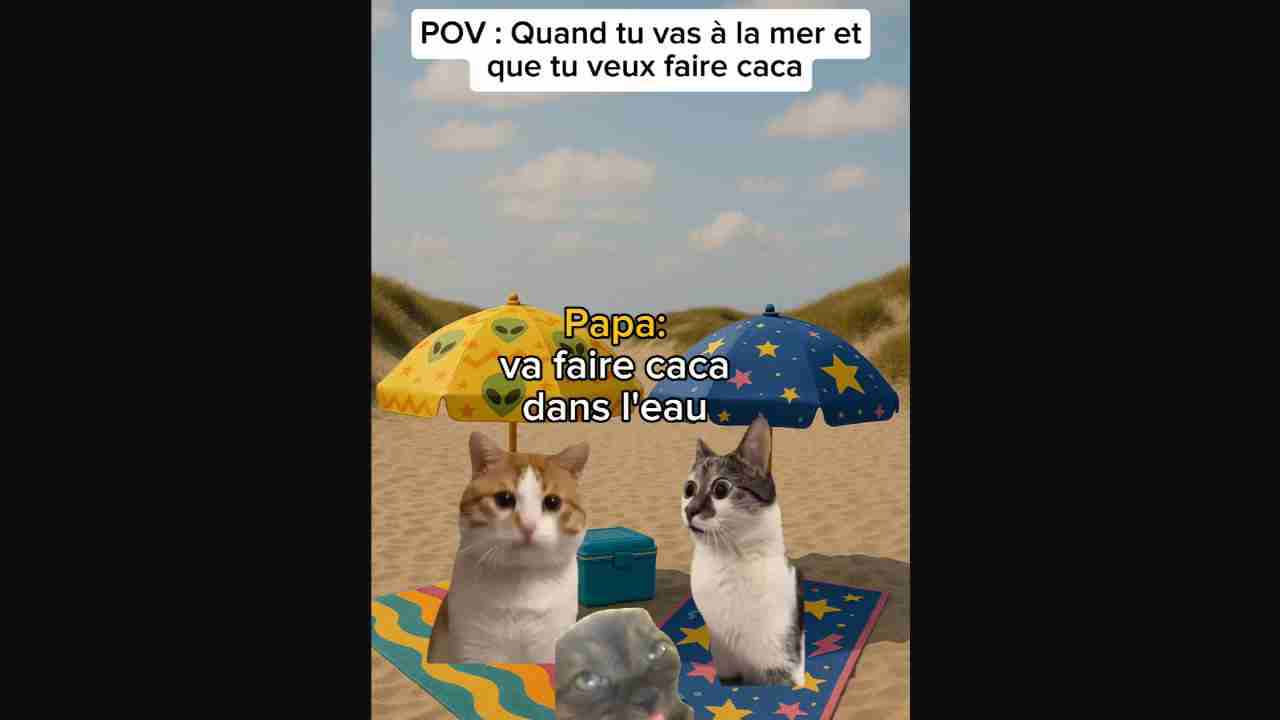 POV : Quand tu vas à la mer et
que tu veux faire caca
Papa:
va faire caca
dans l'eau